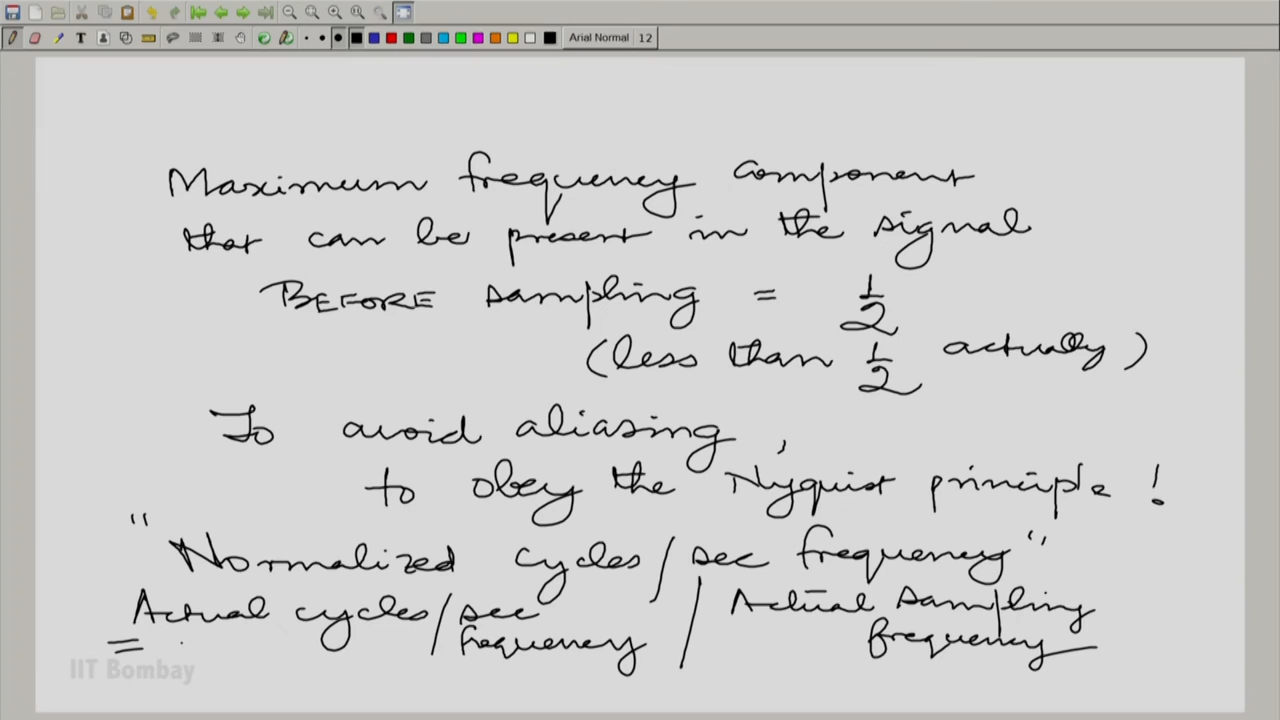 Arial Normal 12
Maximum frequency component
that can be present in the signal
BEFORE sampling = 1/2
(less than 1/2 actually)
To avoid aliasing,
to obey the Nyquist principle!
"Normalized cycles/sec frequency"
= Actual cycles/sec frequency / Actual sampling frequency
IIT Bombay